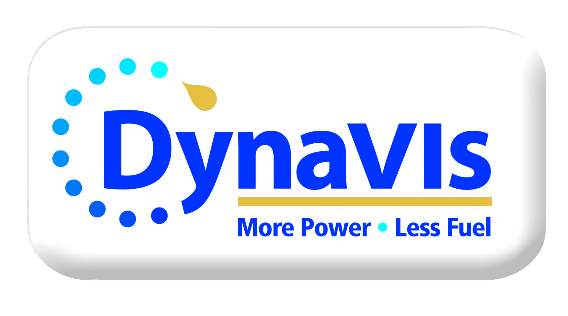 DynaVIs
More Power • Less Fuel